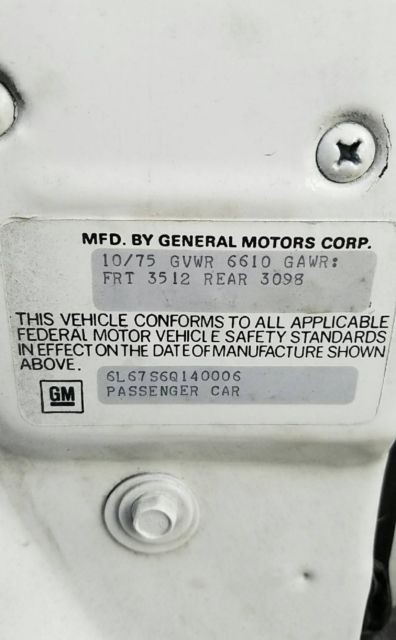 MFD. BY GENERAL MOTORS CORP.
10/75 GVWR 6610 GAWR:
FRT 3512 REAR 3098
THIS VEHICLE CONFORMS TO ALL APPLICABLE
FEDERAL MOTOR VEHICLE SAFETY STANDARDS
IN EFFECT ON THE DATE OF MANUFACTURE SHOWN
ABOVE.
6L67S6Q140006
PASSENGER CAR
GM